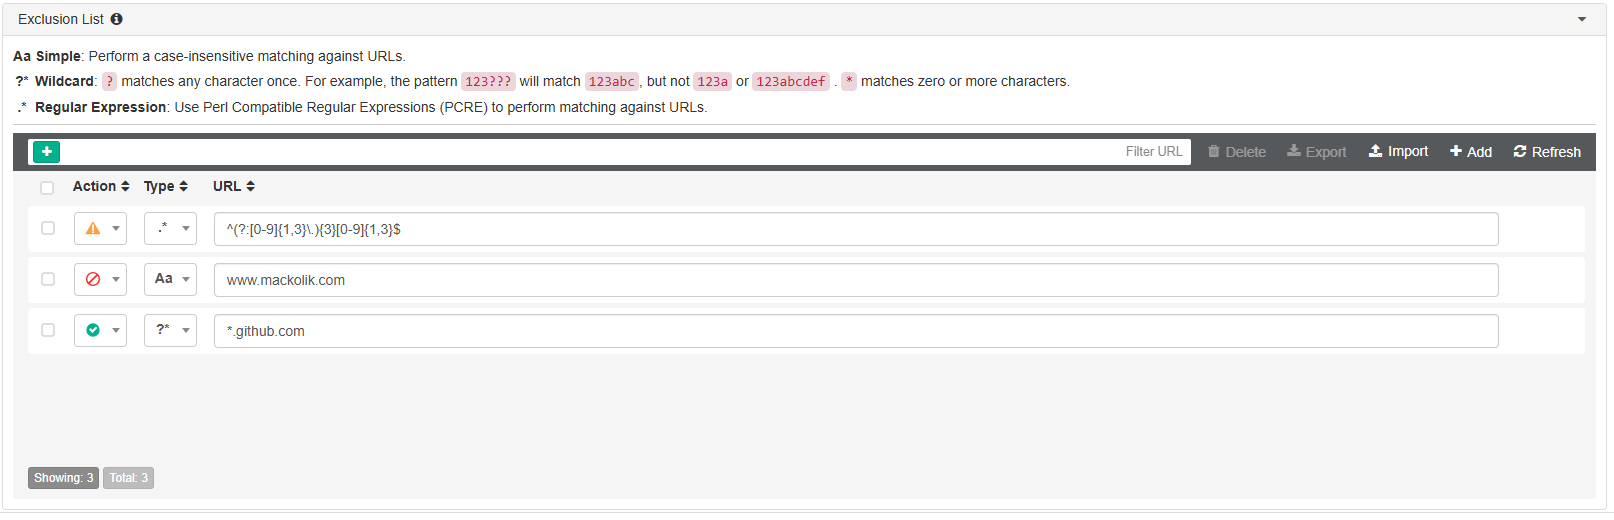 Exclusion List
Aa Simple: Perform a case-insensitive matching against URLs.
?* Wildcard: ? matches any character once. For example, the pattern 123??? will match 123abc, but not 123a or 123abcdef . * matches zero or more characters.
.* Regular Expression: Use Perl Compatible Regular Expressions (PCRE) to perform matching against URLs.
+ Filter URL Delete Export Import + Add Refresh
Action Type URL
.* ^(?:[0-9]{1,3}\.){3}[0-9]{1,3}$
Aa www.mackolik.com
?* *.github.com
Showing: 3 Total: 3